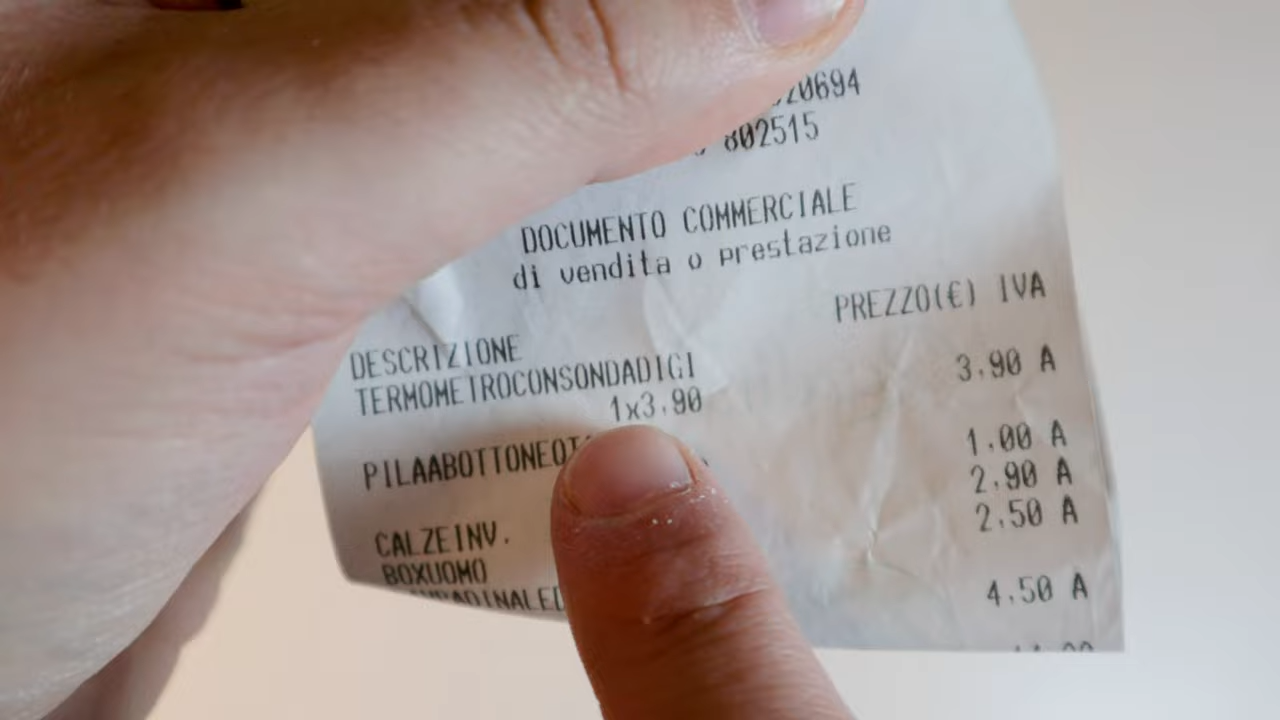 20694
802515
DOCUMENTO COMMERCIALE
di vendita o prestazione
PREZZO(€) IVA
DESCRIZIONE
TERMOMETROCONSONDADIGI 3.90 A
1x3.90
PILAABOTTONEQT 1.00 A
2.90 A
CALZEINV. 2.50 A
BOXUOMO
4.50 A